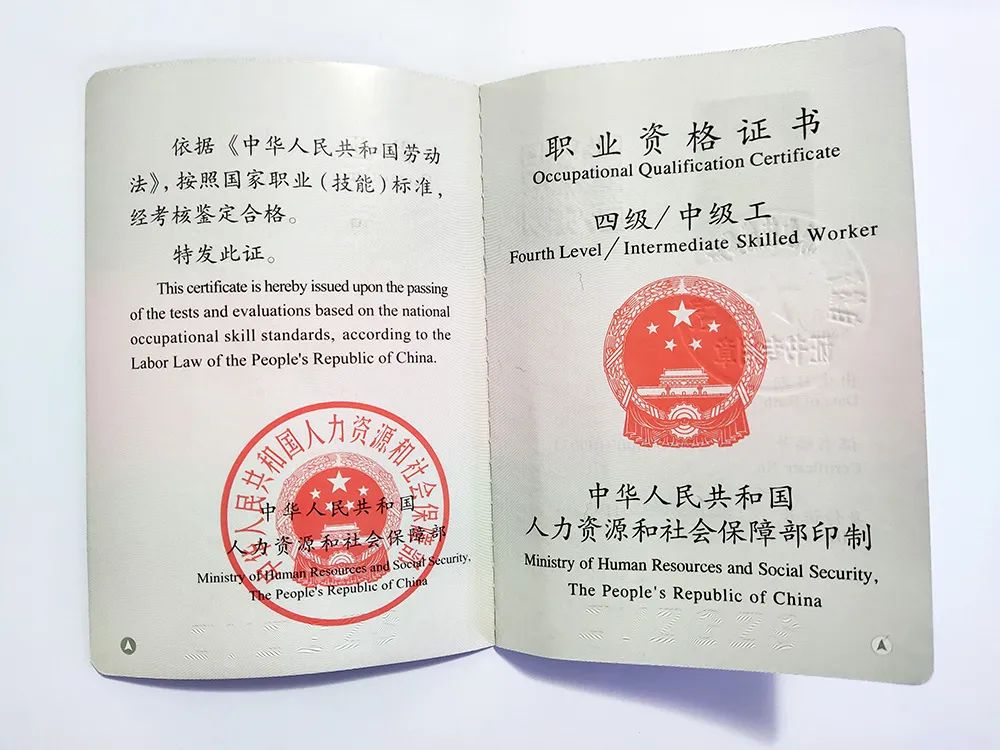 依据《中华人民共和国劳动
法》，按照国家职业（技能）标准，
经考核鉴定合格。
特发此证。
This certificate is hereby issued upon the passing
of the tests and evaluations based on the national
occupational skill standards, according to the
Labor Law of the People's Republic of China.
中华人民共和国人力资源和社会保障部
中华人民共和国
人力资源和社会保障部
Ministry of Human Resources and Social Security,
The People's Republic of China
职业资格证书
Occupational Qualification Certificate
四级/中级工
Fourth Level/Intermediate Skilled Worker
中华人民共和国
人力资源和社会保障部印制
Ministry of Human Resources and Social Security,
The People's Republic of China